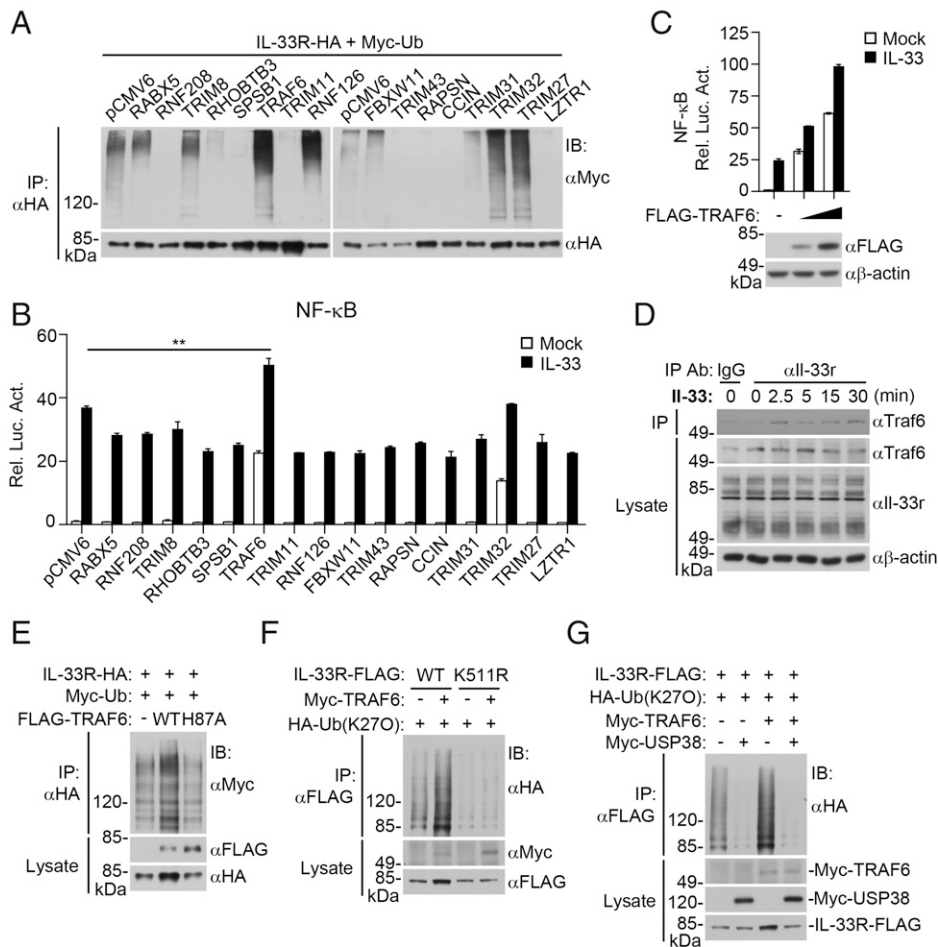 A
IL-33R-HA + Myc-Ub
pCMV6 RABX5 RNF208 TRIM8 RHOBTB3 SPSB1 TRAF6 TRIM11 RNF126 pCMV6 FBXW11 TRIM43 RAPSN CCIN TRIM31 TRIM32 TRIM27 LZTR1
IP:
αHA
120-
85-
kDa
IB:
αMyc
αHA
B
NF-κB
Rel. Luc. Act.
60
40
20
0
**
Mock
IL-33
pCMV6 RABX5 RNF208 TRIM8 RHOBTB3 SPSB1 TRAF6 TRIM11 RNF126 FBXW11 TRIM43 RAPSN CCIN TRIM31 TRIM32 TRIM27 LZTR1
C
NF-κB
Rel. Luc. Act.
125
100
75
50
25
0
Mock
IL-33
FLAG-TRAF6: -
85-
αFLAG
49-
kDa
αβ-actin
D
IP Ab: IgG αIl-33r
Il-33: 0 0 2.5 5 15 30 (min)
IP
49-
αTraf6
Lysate
49-
αTraf6
85-
αIl-33r
49-
49-
kDa
αβ-actin
E
IL-33R-HA: + + +
Myc-Ub: + + +
FLAG-TRAF6: - WT H87A
IP:
αHA
120-
IB:
αMyc
85-
Lysate
αFLAG
85-
kDa
αHA
F
IL-33R-FLAG: WT K511R
Myc-TRAF6: - + - +
HA-Ub(K27O): + + + +
IP:
αFLAG
120-
85-
IB:
αHA
Lysate
66-
49-
αMyc
85-
kDa
αFLAG
G
IL-33R-FLAG: + + + +
HA-Ub(K27O): + + + +
Myc-TRAF6: - - + +
Myc-USP38: - + - +
IP:
αFLAG
120-
85-
IB:
αHA
Lysate
66-
49-
-Myc-TRAF6
120-
-Myc-USP38
85-
kDa
-IL-33R-FLAG